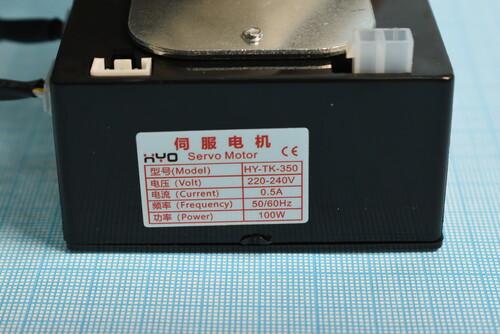 伺服电机
HYO Servo Motor CE
型号(Model) HY-TK-350
电压 (Volt) 220-240V
电流 (Current) 0.5A
频率 (Frequency) 50/60Hz
功率 (Power) 100W